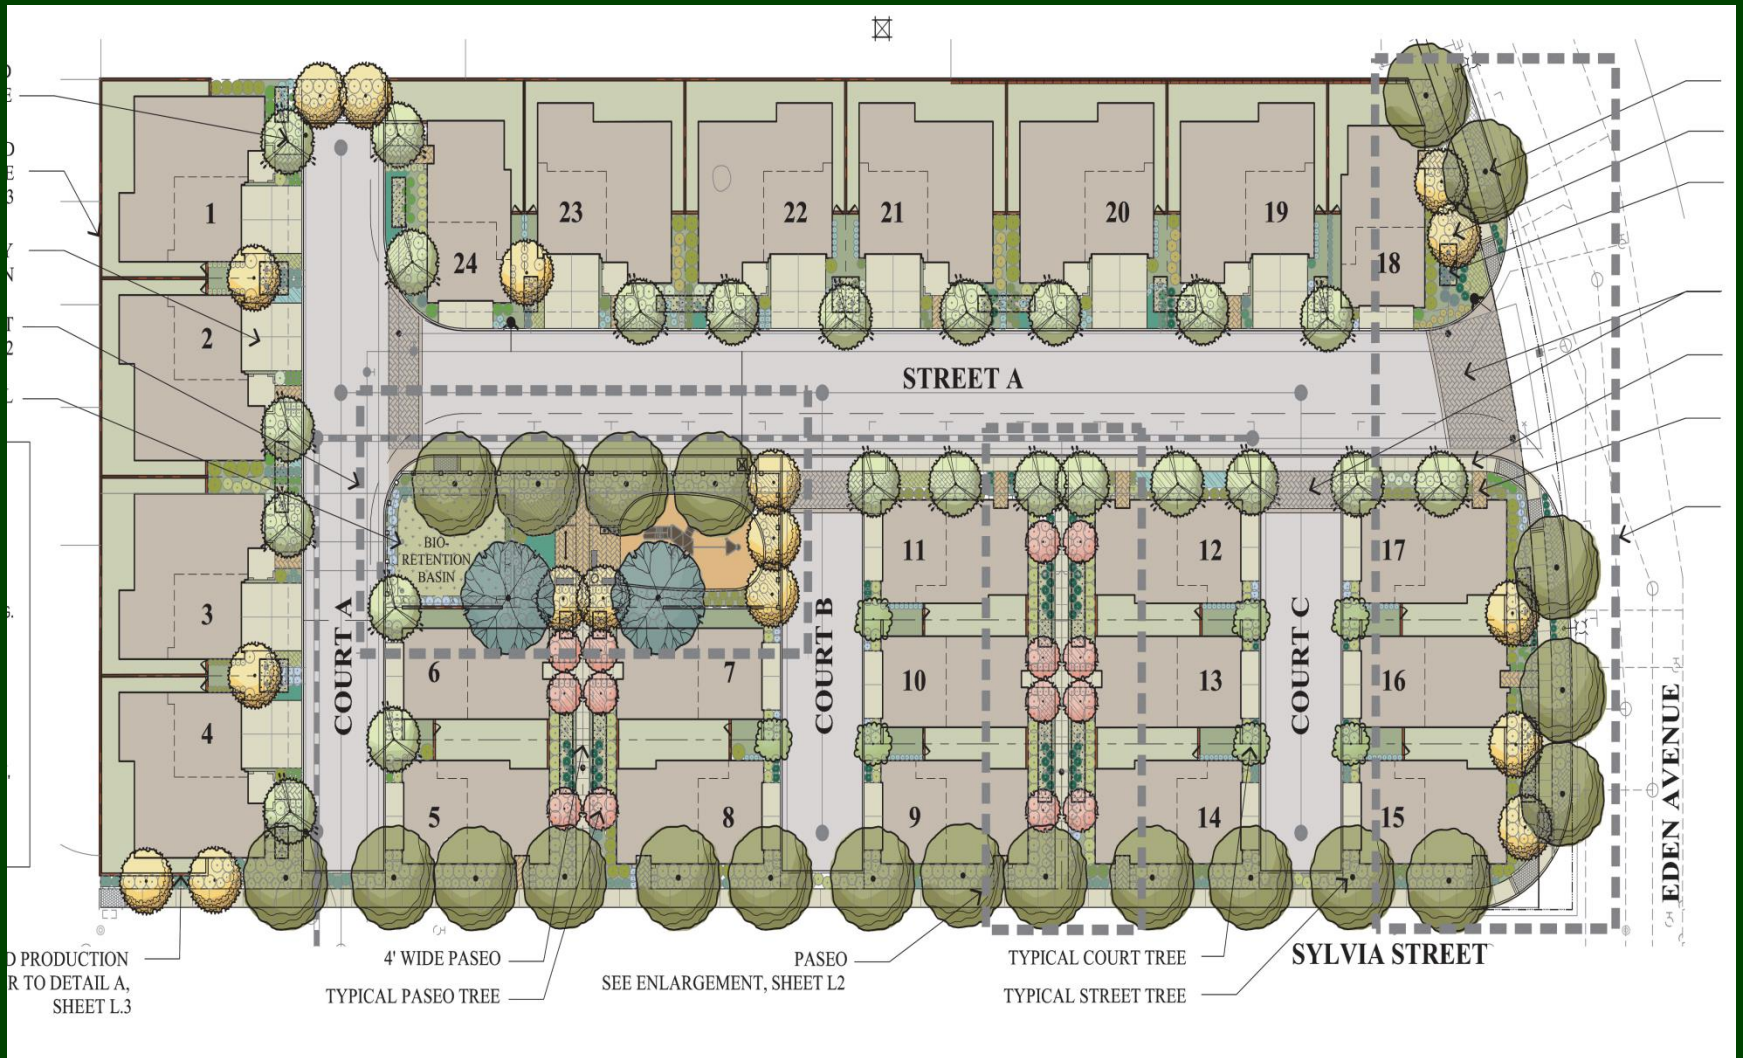 1
2
3
4
24
23
22
21
20
19
18
STREET A
BIO-
RETENTION
BASIN
COURT A
6
7
5
8
COURT B
11
10
9
12
13
14
COURT C
17
16
15
EDEN AVENUE
SYLVIA STREET
PRODUCTION
R TO DETAIL A,
SHEET L.3
4' WIDE PASEO
TYPICAL PASEO TREE
PASEO
SEE ENLARGEMENT, SHEET L2
TYPICAL COURT TREE
TYPICAL STREET TREE